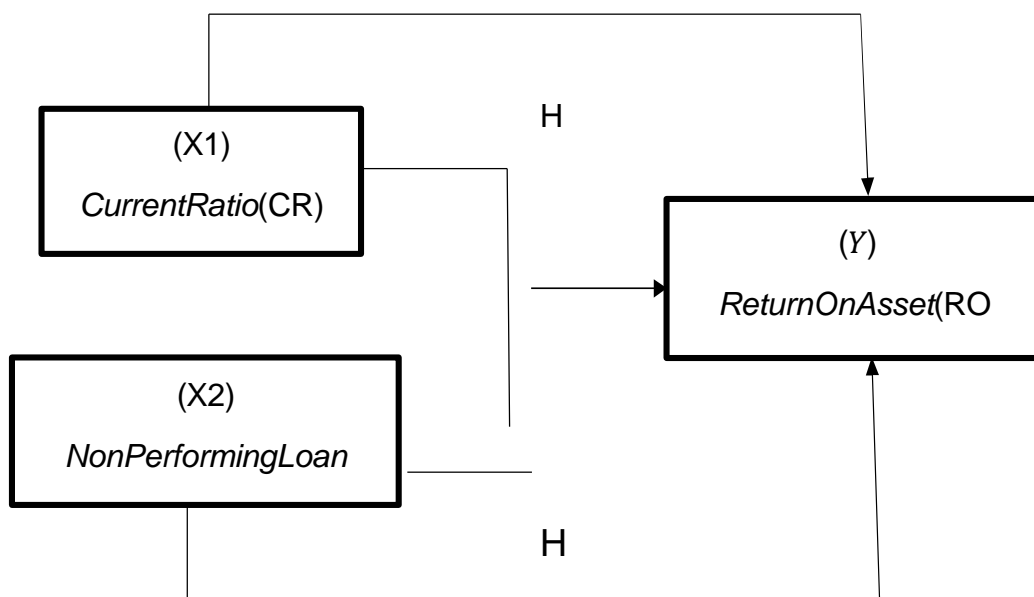 H
(X1)
CurrentRatio(CR)
(Y)
ReturnOnAsset(RO
(X2)
NonPerformingLoan
H